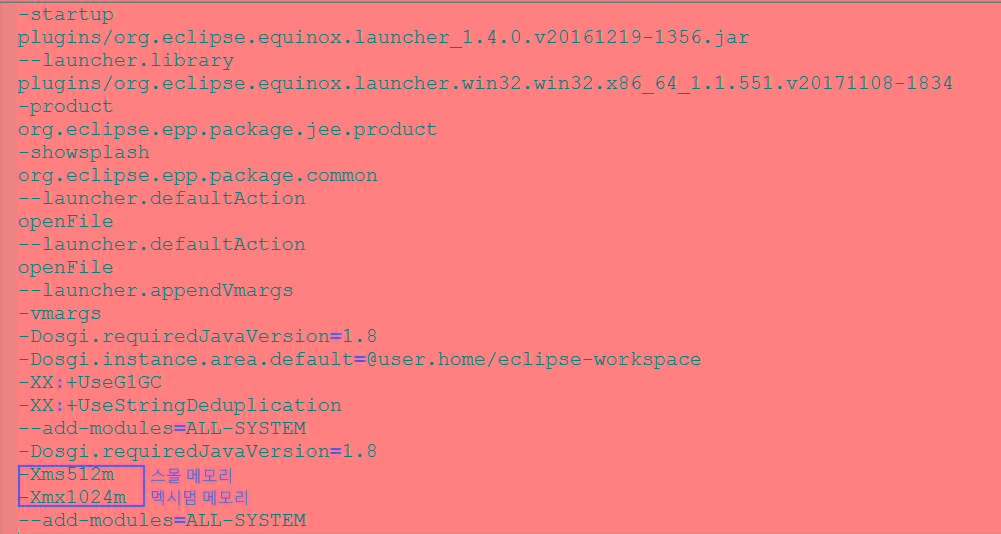 -startup
plugins/org.eclipse.equinox.launcher_1.4.0.v20161219-1356.jar
--launcher.library
plugins/org.eclipse.equinox.launcher.win32.win32.x86_64_1.1.551.v20171108-1834
-product
org.eclipse.epp.package.jee.product
-showsplash
org.eclipse.epp.package.common
--launcher.defaultAction
openFile
--launcher.defaultAction
openFile
--launcher.appendVmargs
-vmargs
-Dosgi.requiredJavaVersion=1.8
-Dosgi.instance.area.default=@user.home/eclipse-workspace
-XX:+UseG1GC
-XX:+UseStringDeduplication
--add-modules=ALL-SYSTEM
-Dosgi.requiredJavaVersion=1.8
-Xms512m 스몰 메모리
-Xmx1024m 멕시멈 메모리
--add-modules=ALL-SYSTEM